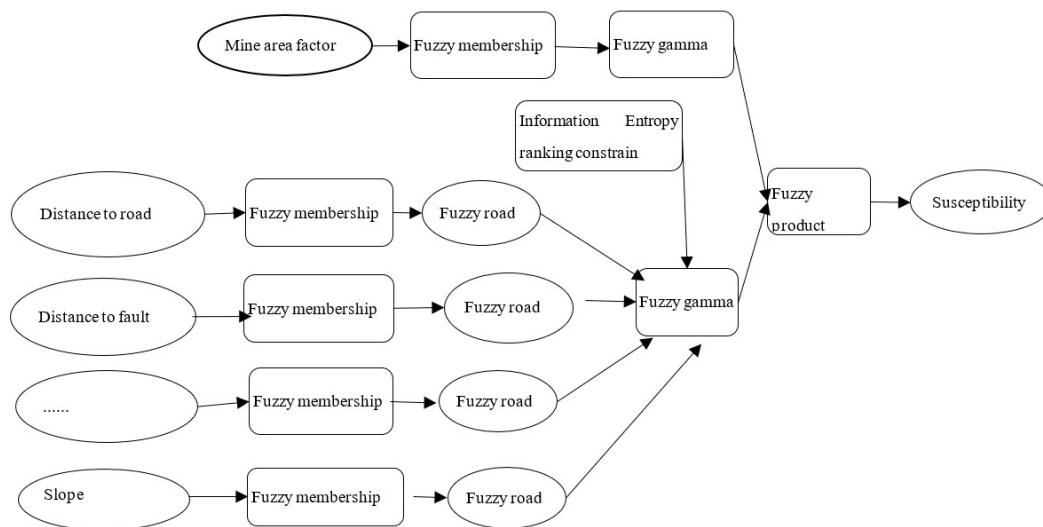 Mine area factor
Fuzzy membership
Fuzzy gamma
Information Entropy
ranking constrain
Distance to road
Fuzzy membership
Fuzzy road
Fuzzy
product
Susceptibility
Distance to fault
Fuzzy membership
Fuzzy road
Fuzzy gamma
......
Fuzzy membership
Fuzzy road
Slope
Fuzzy membership
Fuzzy road